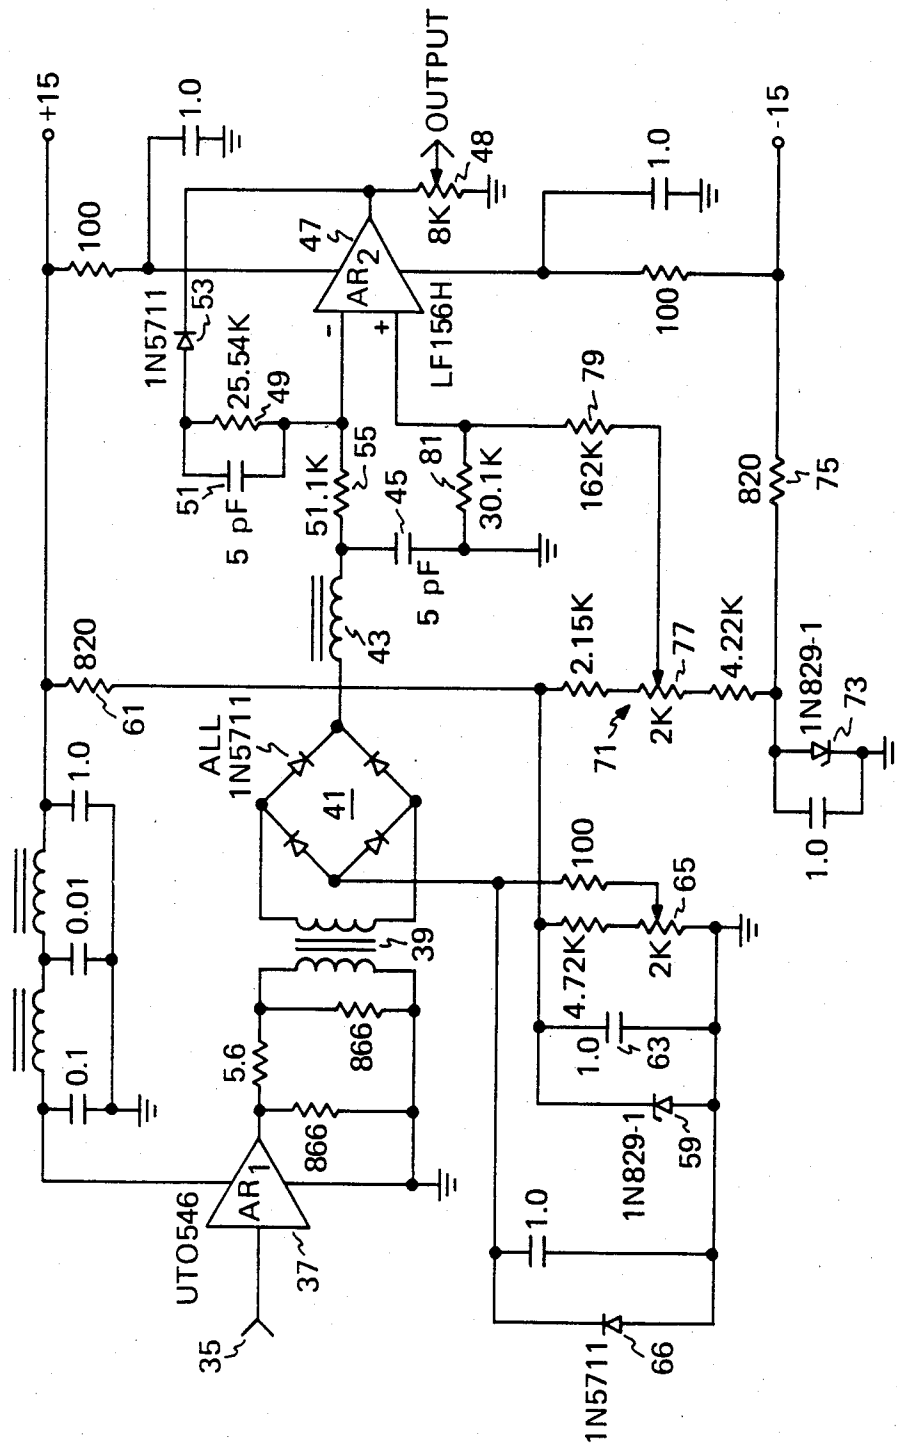 +15
100
1.0
OUTPUT
48
8K
47
AR2
LF156H
-
+
1N5711
53
25.54K
49
51
5 pF
51.1K
55
45
5 pF
81
30.1K
162K
79
1.0
100
-15
820
75
820
61
1.0
0.01
0.1
ALL
1N5711
41
43
39
5.6
866
866
UTO546
AR1
37
35
2.15K
71
2K
77
4.22K
1N829-1
73
1.0
100
65
4.72K
2K
1.0
63
1N829-1
59
1.0
1N5711
66